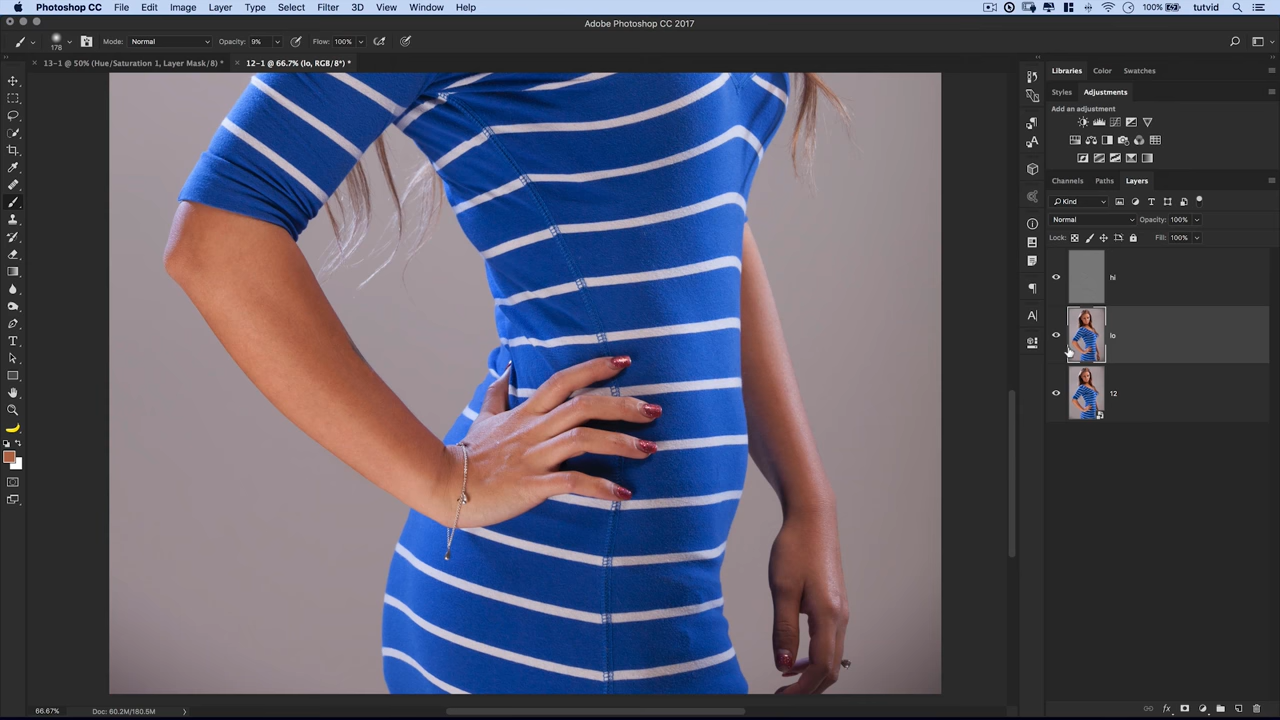 Photoshop CC File Edit Image Layer Type Select Filter 3D View Window Help 100% tutvid
Adobe Photoshop CC 2017
178 Mode: Normal Opacity: 9% Flow: 100%
13-1 @ 50% (Hue/Saturation 1, Layer Mask/8) * 12-1 @ 66.7% (lo, RGB/8*) *
Libraries Color Swatches
Styles Adjustments
Add an adjustment
Channels Paths Layers
Kind
Normal Opacity: 100%
Lock: Fill: 100%
hi
lo
12
66.67% Doc: 60.2M/180.5M